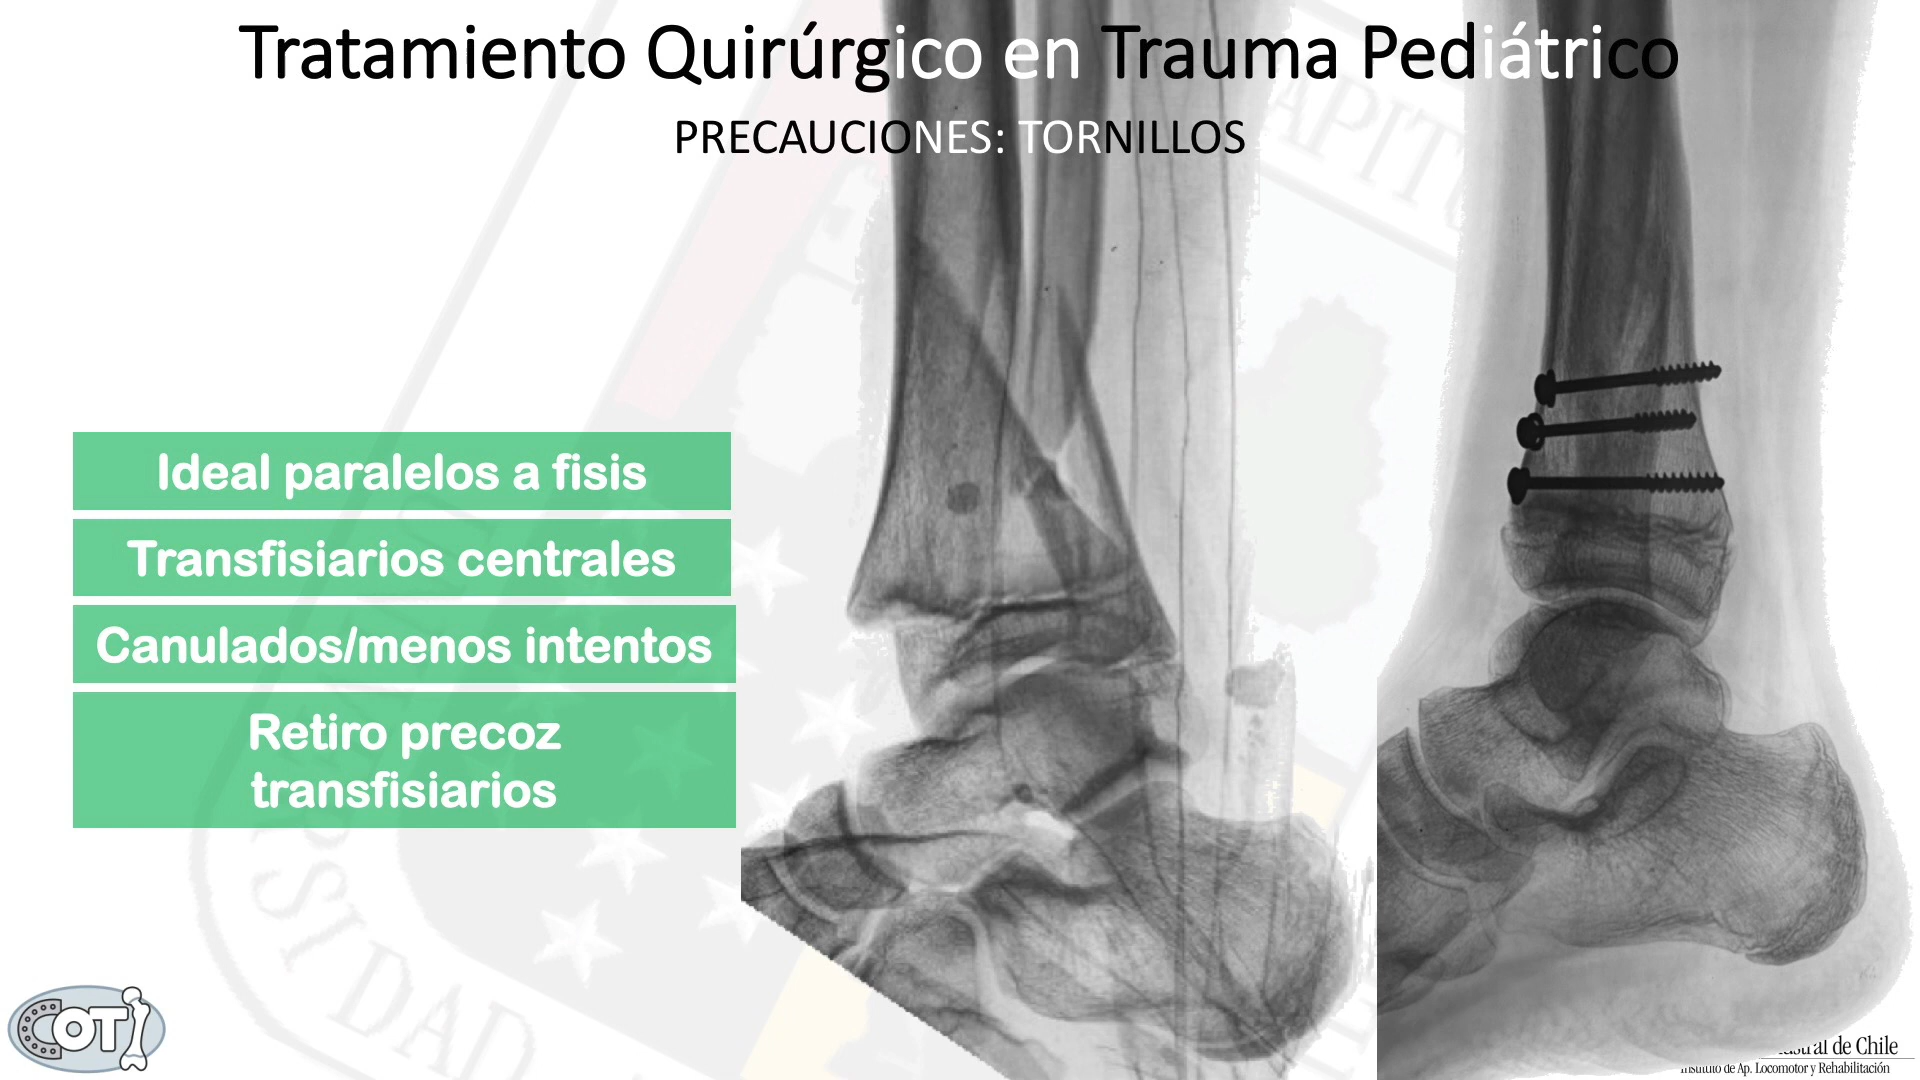 Tratamiento Quirúrgico en Trauma Pediátrico
PRECAUCIONES: TORNILLOS
Ideal paralelos a fisis
Transfisiarios centrales
Canulados/menos intentos
Retiro precoz
transfisiarios
COT
de Chile
de Ap. Locomotor y Rehabilitación